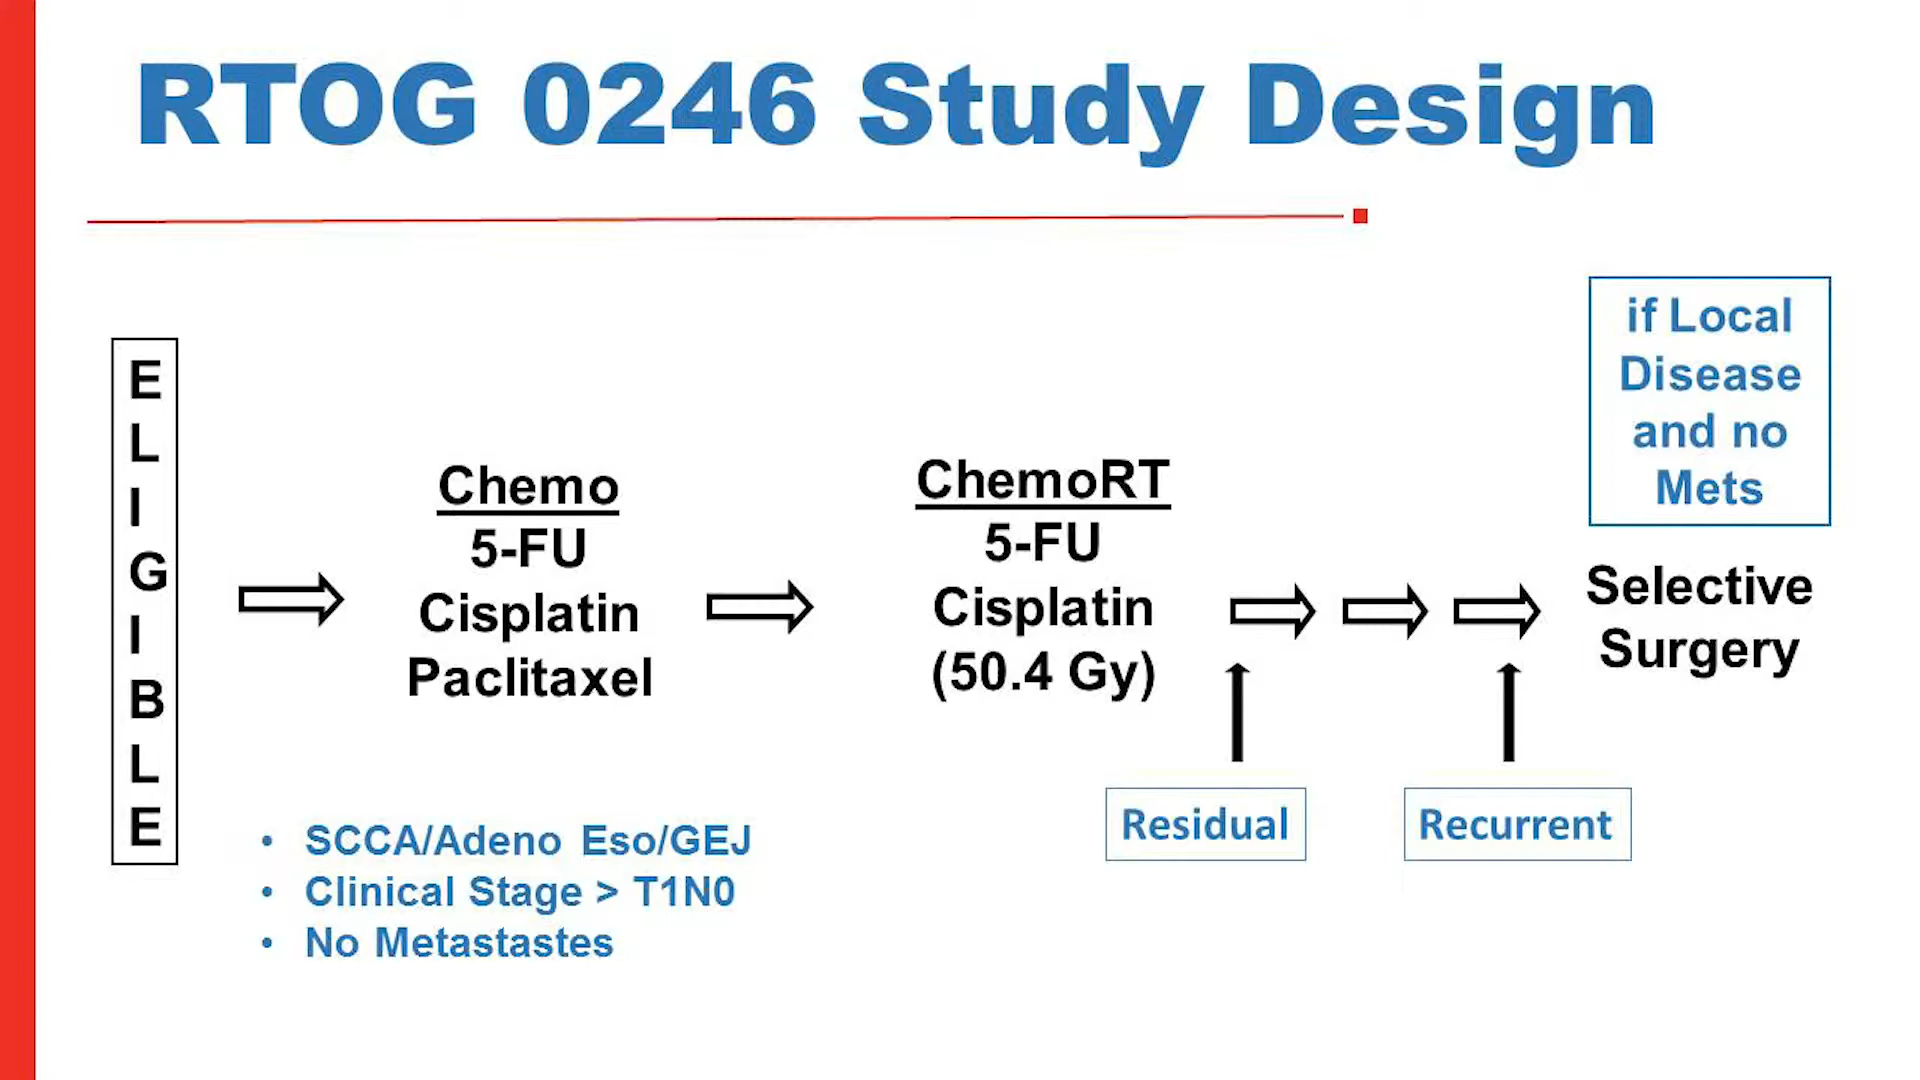 RTOG 0246 Study Design
E
L
I
G
I
B
L
E
Chemo
5-FU
Cisplatin
Paclitaxel
ChemoRT
5-FU
Cisplatin
(50.4 Gy)
if Local
Disease
and no
Mets
Selective
Surgery
Residual
Recurrent
• SCCA/Adeno Eso/GEJ
• Clinical Stage > T1N0
• No Metastastes